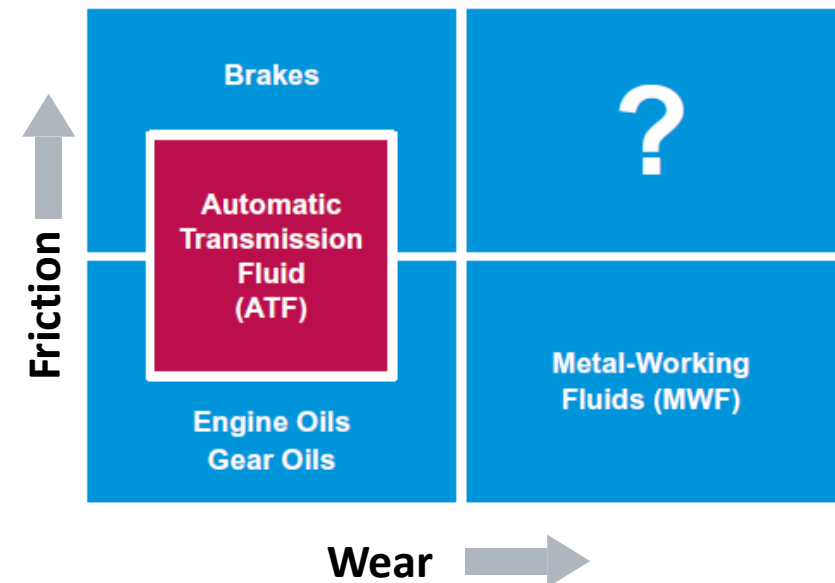 Brakes
?
Automatic
Transmission
Fluid
(ATF)
Friction
Engine Oils
Gear Oils
Metal-Working
Fluids (MWF)
Wear